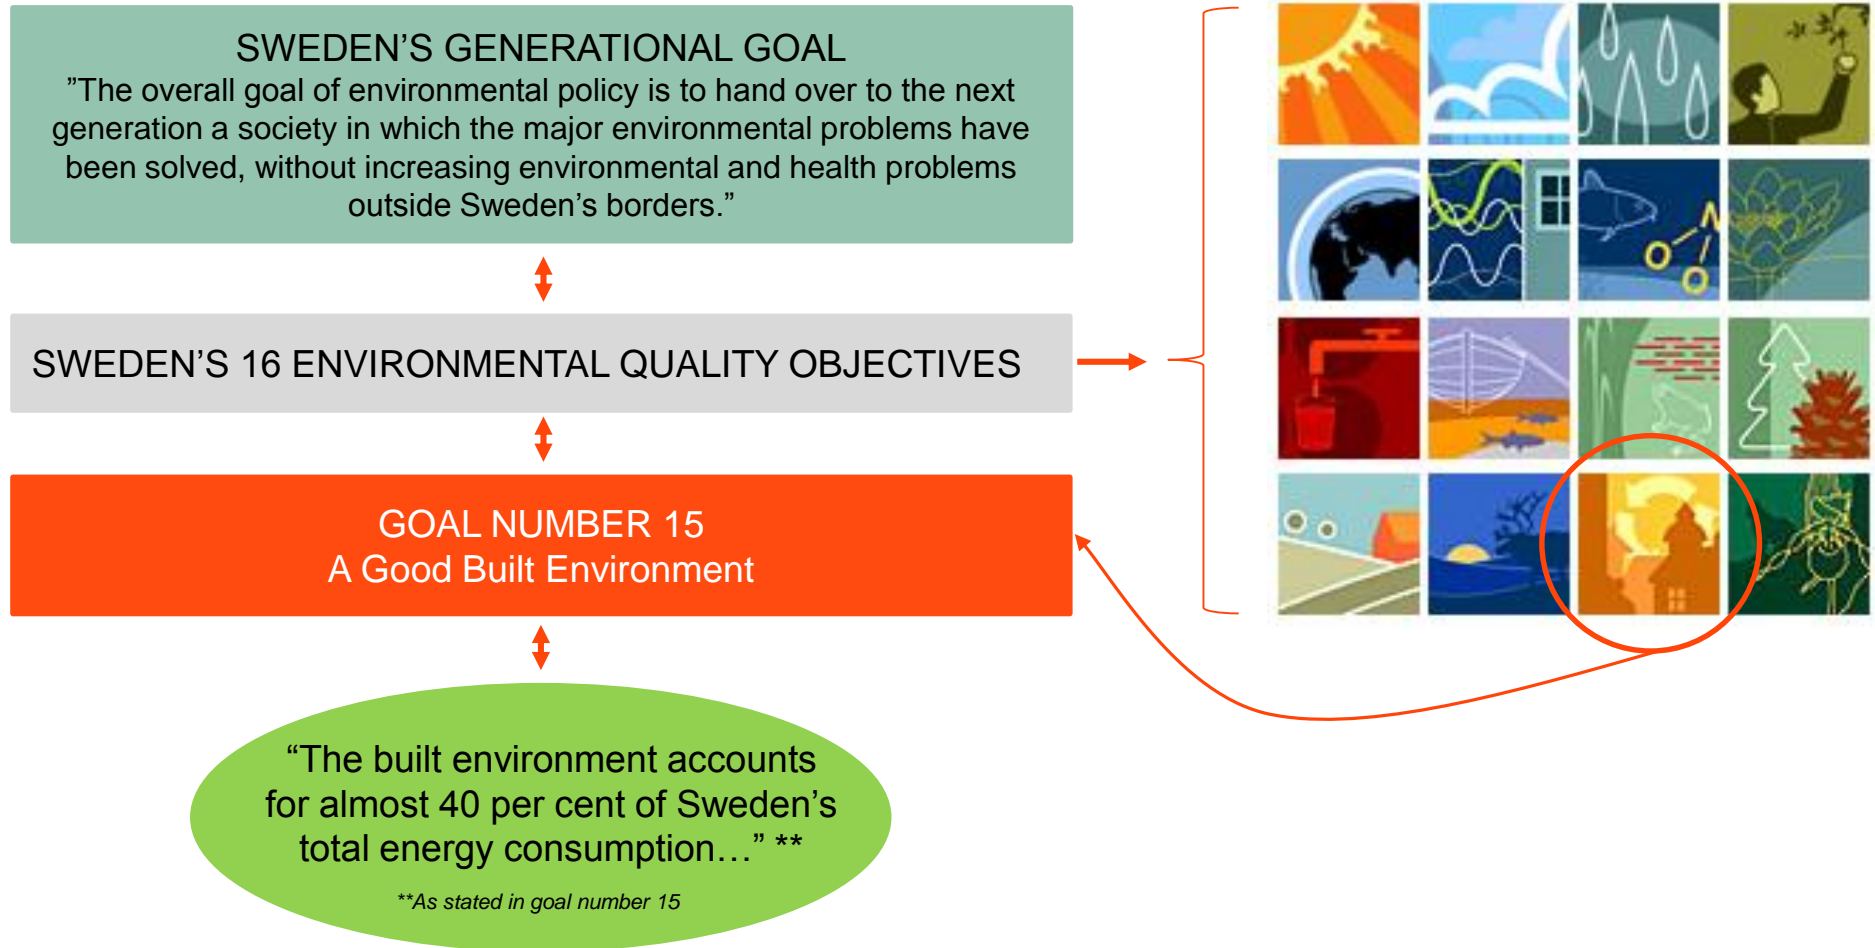 SWEDEN’S GENERATIONAL GOAL
”The overall goal of environmental policy is to hand over to the next
generation a society in which the major environmental problems have
been solved, without increasing environmental and health problems
outside Sweden’s borders.”
SWEDEN’S 16 ENVIRONMENTAL QUALITY OBJECTIVES
GOAL NUMBER 15
A Good Built Environment
“The built environment accounts
for almost 40 per cent of Sweden’s
total energy consumption…” **
**As stated in goal number 15
N
O
O